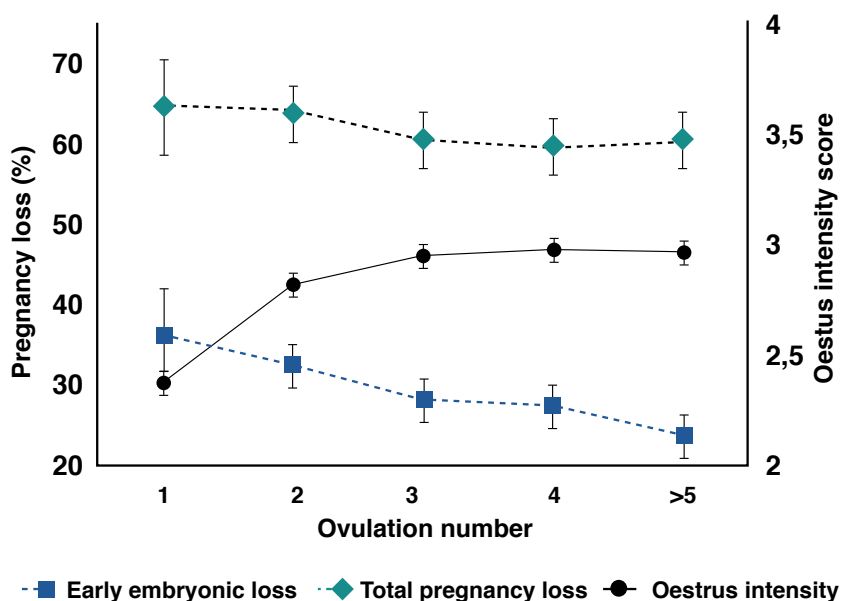 Pregnancy loss (%)
70
60
50
40
30
20
4
3,5
3
2,5
2
Oestus intensity score
1 2 3 4 >5
Ovulation number
Early embryonic loss Total pregnancy loss Oestrus intensity